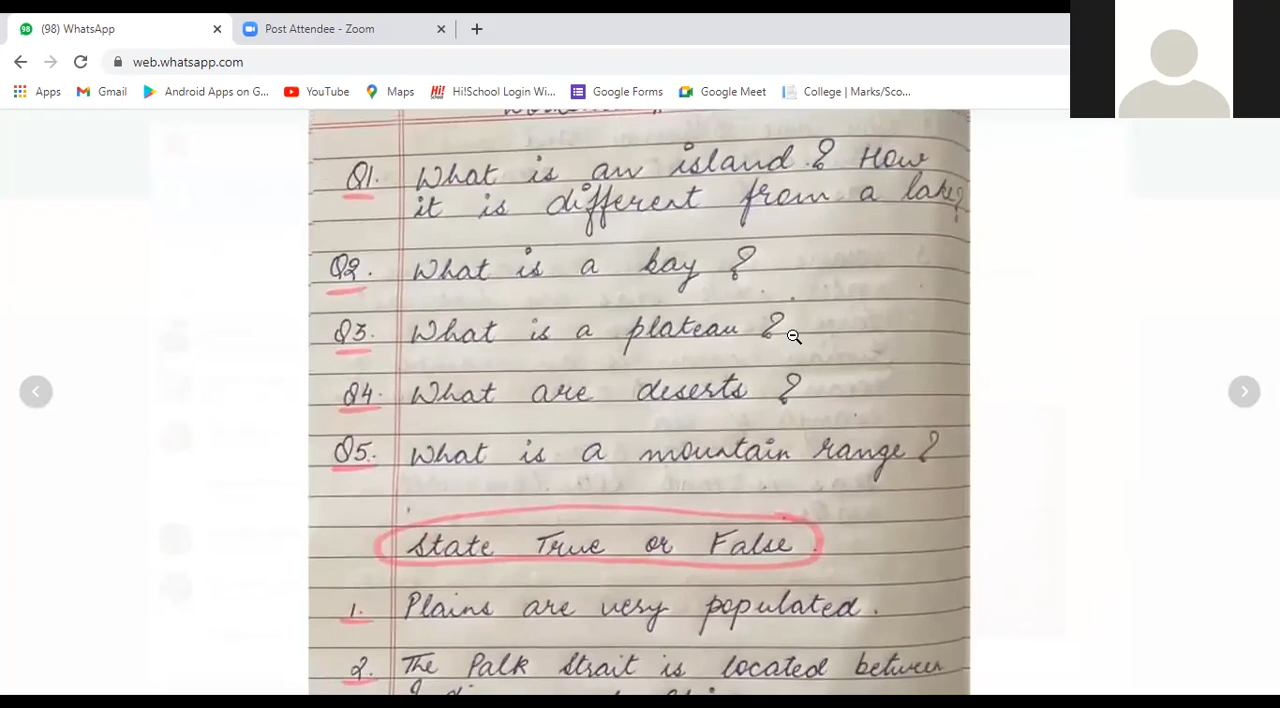 (98) WhatsApp
Post Attendee - Zoom
web.whatsapp.com
Apps Gmail Android Apps on G... YouTube Maps Hi! Hi!School Login Wi... Google Forms Google Meet College | Marks/Sco...
Q1. What is an island ? How
it is different from a lake?
Q2. What is a bay ?
Q3. What is a plateau ?
Q4. What are deserts ?
Q5. What is a mountain range ?
State True or False.
1. Plains are very populated.
2. The Palk Strait is located between